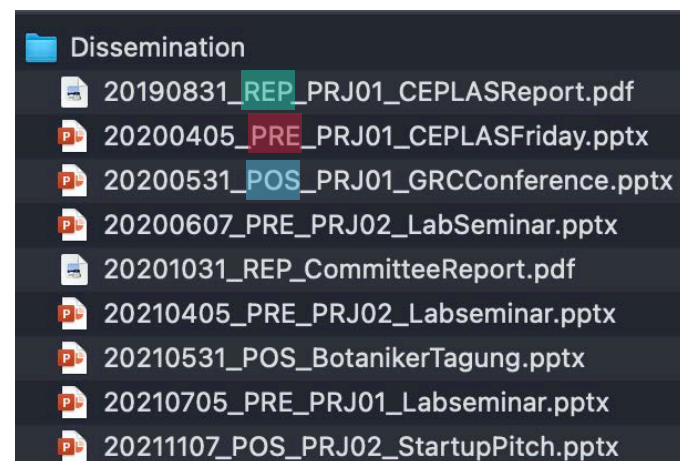 Dissemination
20190831_REP_PRJ01_CEPLASReport.pdf
20200405_PRE_PRJ01_CEPLASFriday.pptx
20200531_POS_PRJ01_GRCConference.pptx
20200607_PRE_PRJ02_LabSeminar.pptx
20201031_REP_CommitteeReport.pdf
20210405_PRE_PRJ02_Labseminar.pptx
20210531_POS_BotanikerTagung.pptx
20210705_PRE_PRJ01_Labseminar.pptx
20211107_POS_PRJ02_StartupPitch.pptx